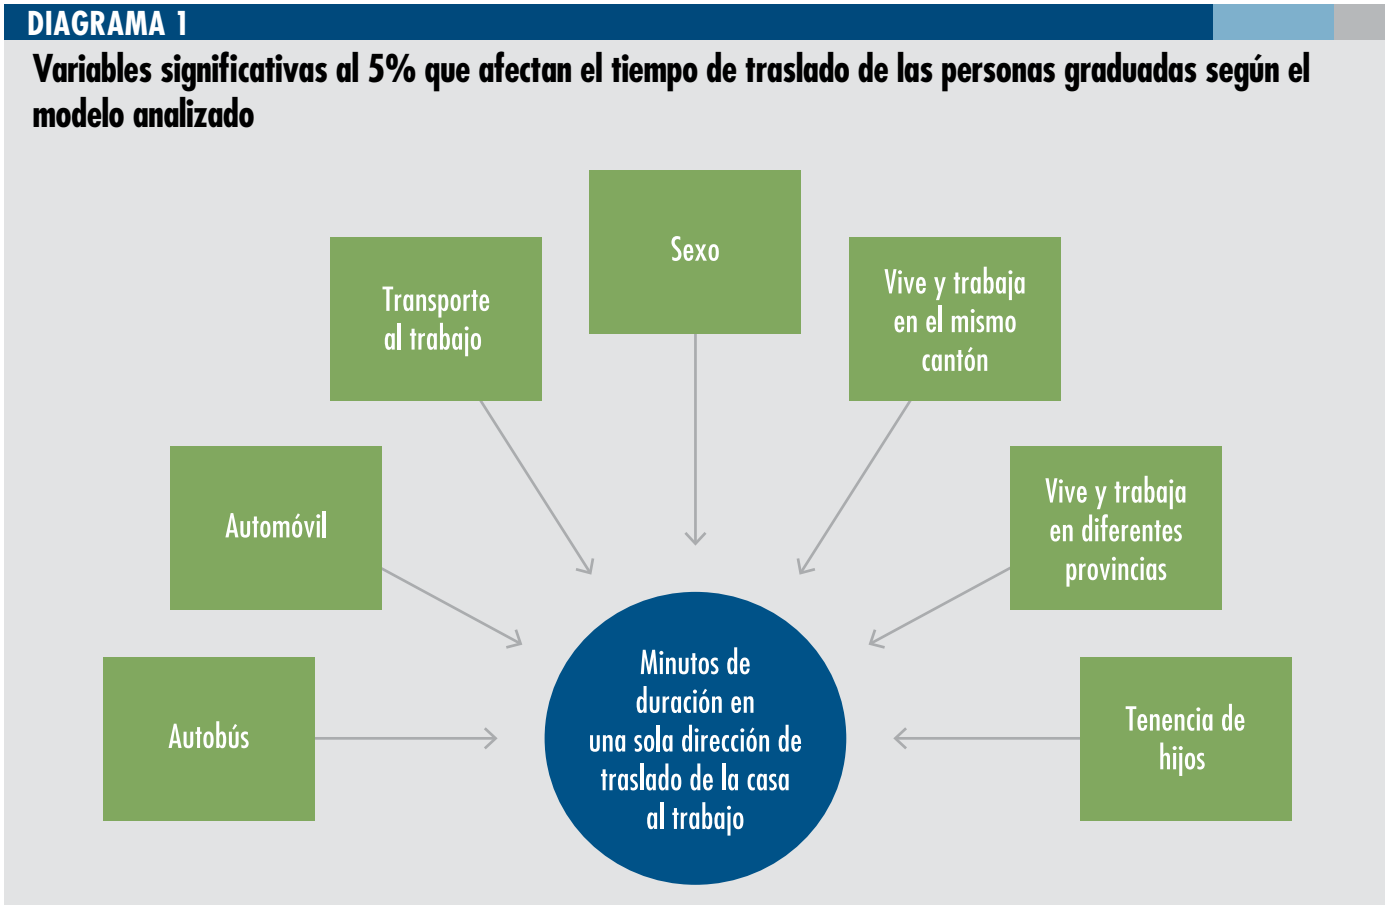 DIAGRAMA 1
Variables significativas al 5% que afectan el tiempo de traslado de las personas graduadas según el
modelo analizado
Sexo
Transporte
al trabajo
Vive y trabaja
en el mismo
cantón
Automóvil
Vive y trabaja
en diferentes
provincias
Autobús
Minutos de
duración en
una sola dirección de
traslado de la casa
al trabajo
Tenencia de
hijos